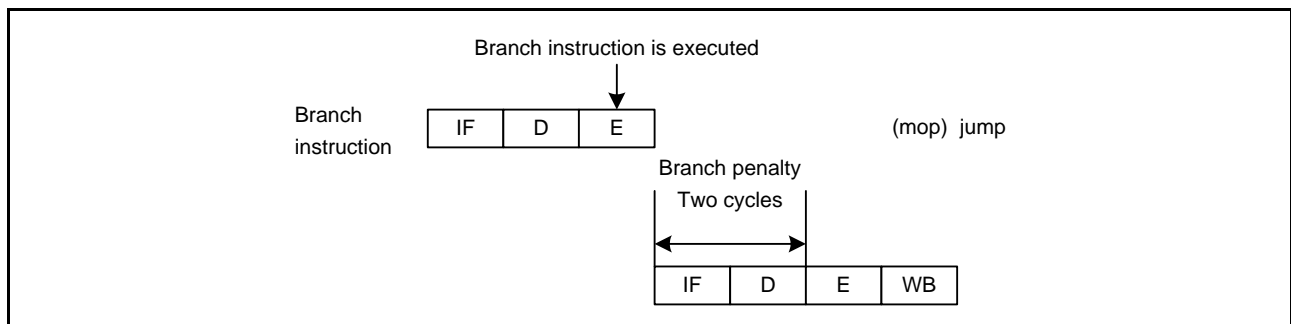 Branch instruction is executed
Branch
instruction
IF D E
(mop) jump
Branch penalty
Two cycles
IF D E WB